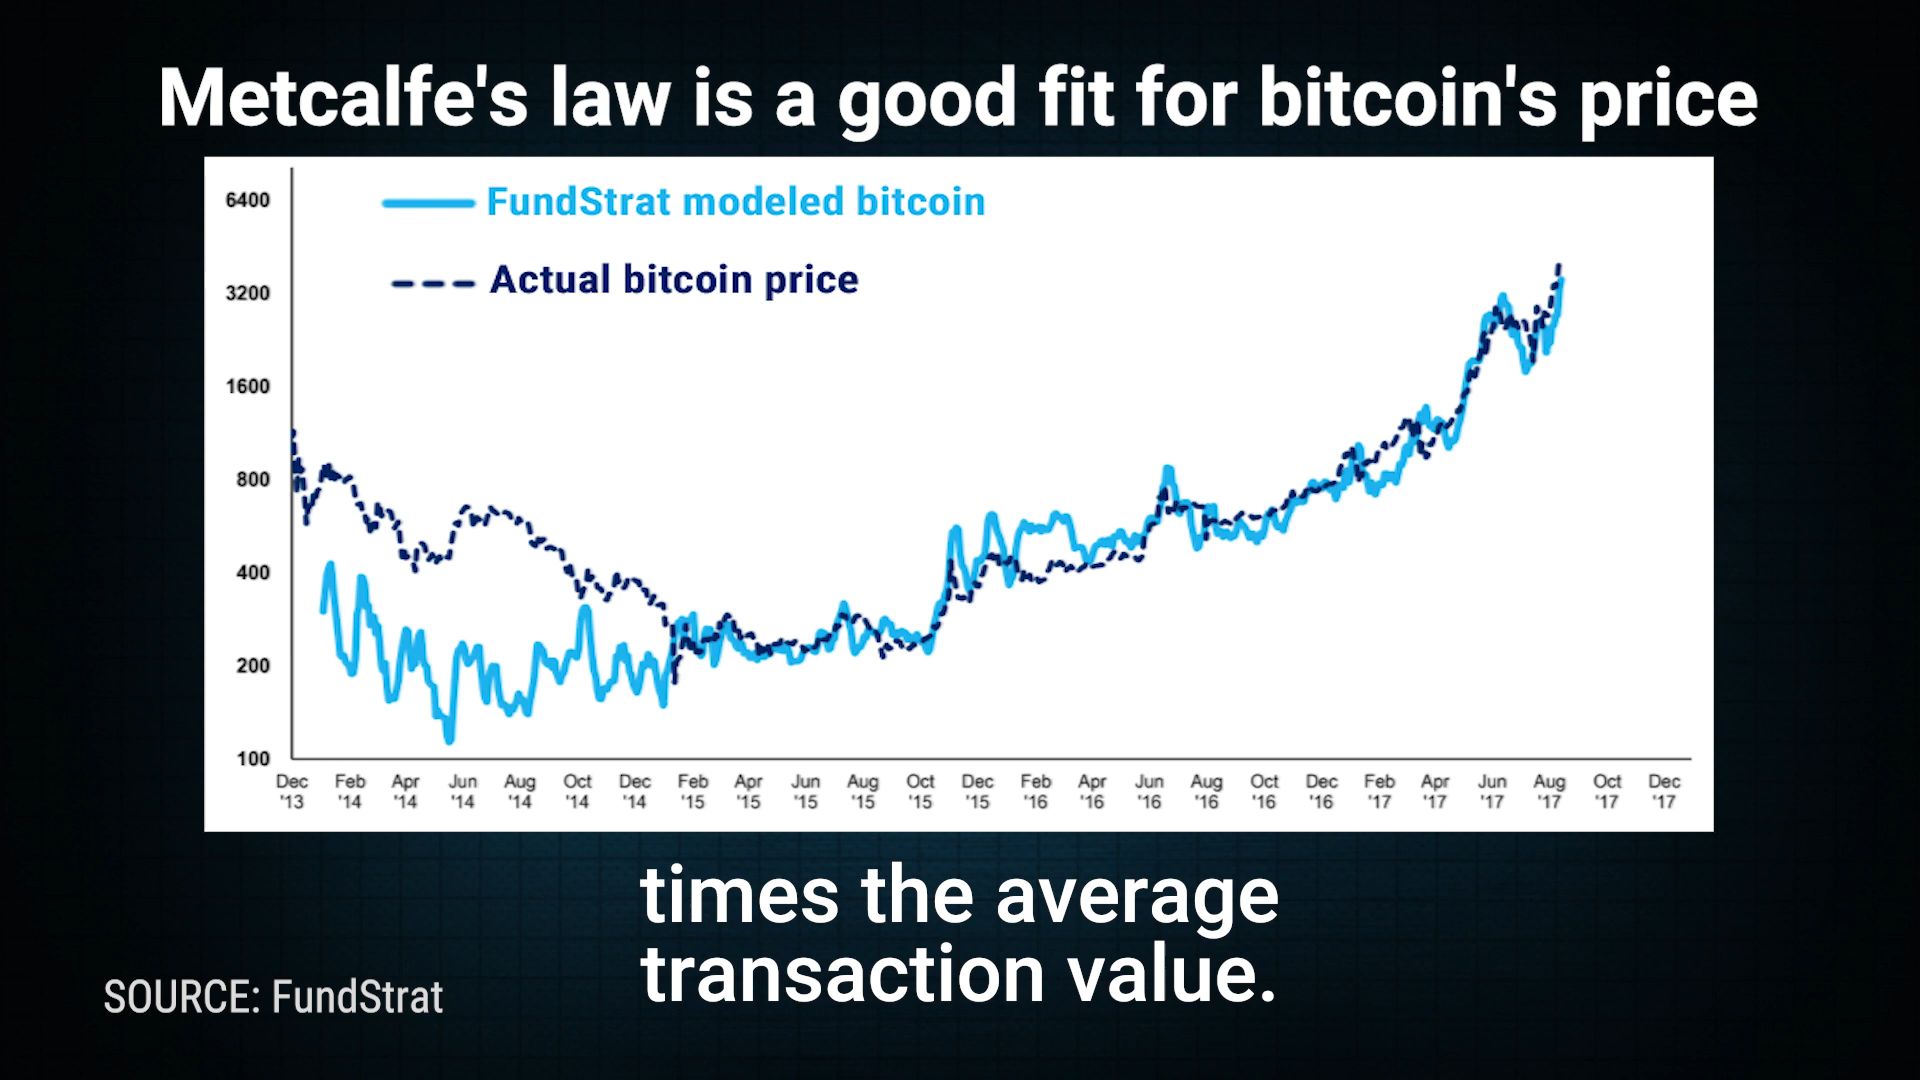 Metcalfe's law is a good fit for bitcoin's price
FundStrat modeled bitcoin
Actual bitcoin price
6400
3200
1600
800
400
200
100
Dec Feb Apr Jun Aug Oct Dec Feb Apr Jun Aug Oct Dec Feb Apr Jun Aug Oct Dec Feb Apr Jun Aug Oct Dec
'13 '14 '14 '14 '14 '14 '14 '15 '15 '15 '15 '15 '15 '16 '16 '16 '16 '16 '16 '17 '17 '17 '17 '17 '17
times the average
transaction value.
SOURCE: FundStrat